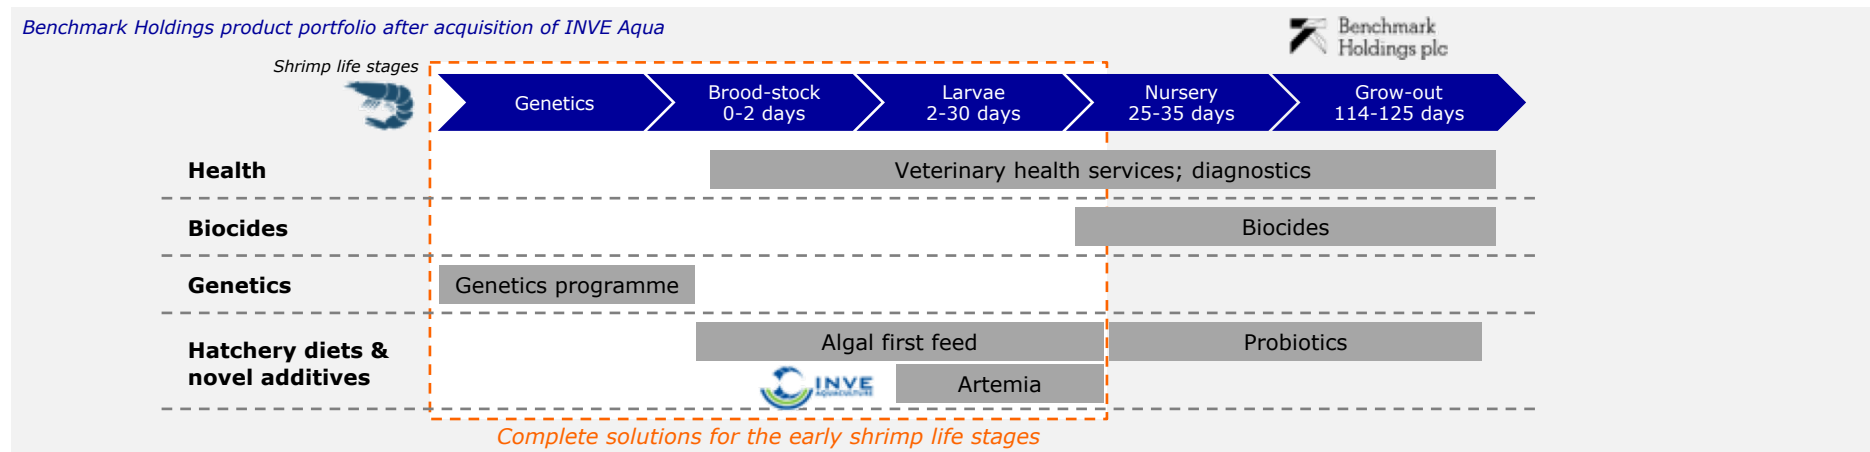 Benchmark Holdings product portfolio after acquisition of INVE Aqua
Benchmark
Holdings plc
Shrimp life stages
Genetics
Brood-stock
0-2 days
Larvae
2-30 days
Nursery
25-35 days
Grow-out
114-125 days
Health
Veterinary health services; diagnostics
Biocides
Biocides
Genetics
Genetics programme
Hatchery diets &
novel additives
Algal first feed
Probiotics
INVE
AQUACULTURE
Artemia
Complete solutions for the early shrimp life stages